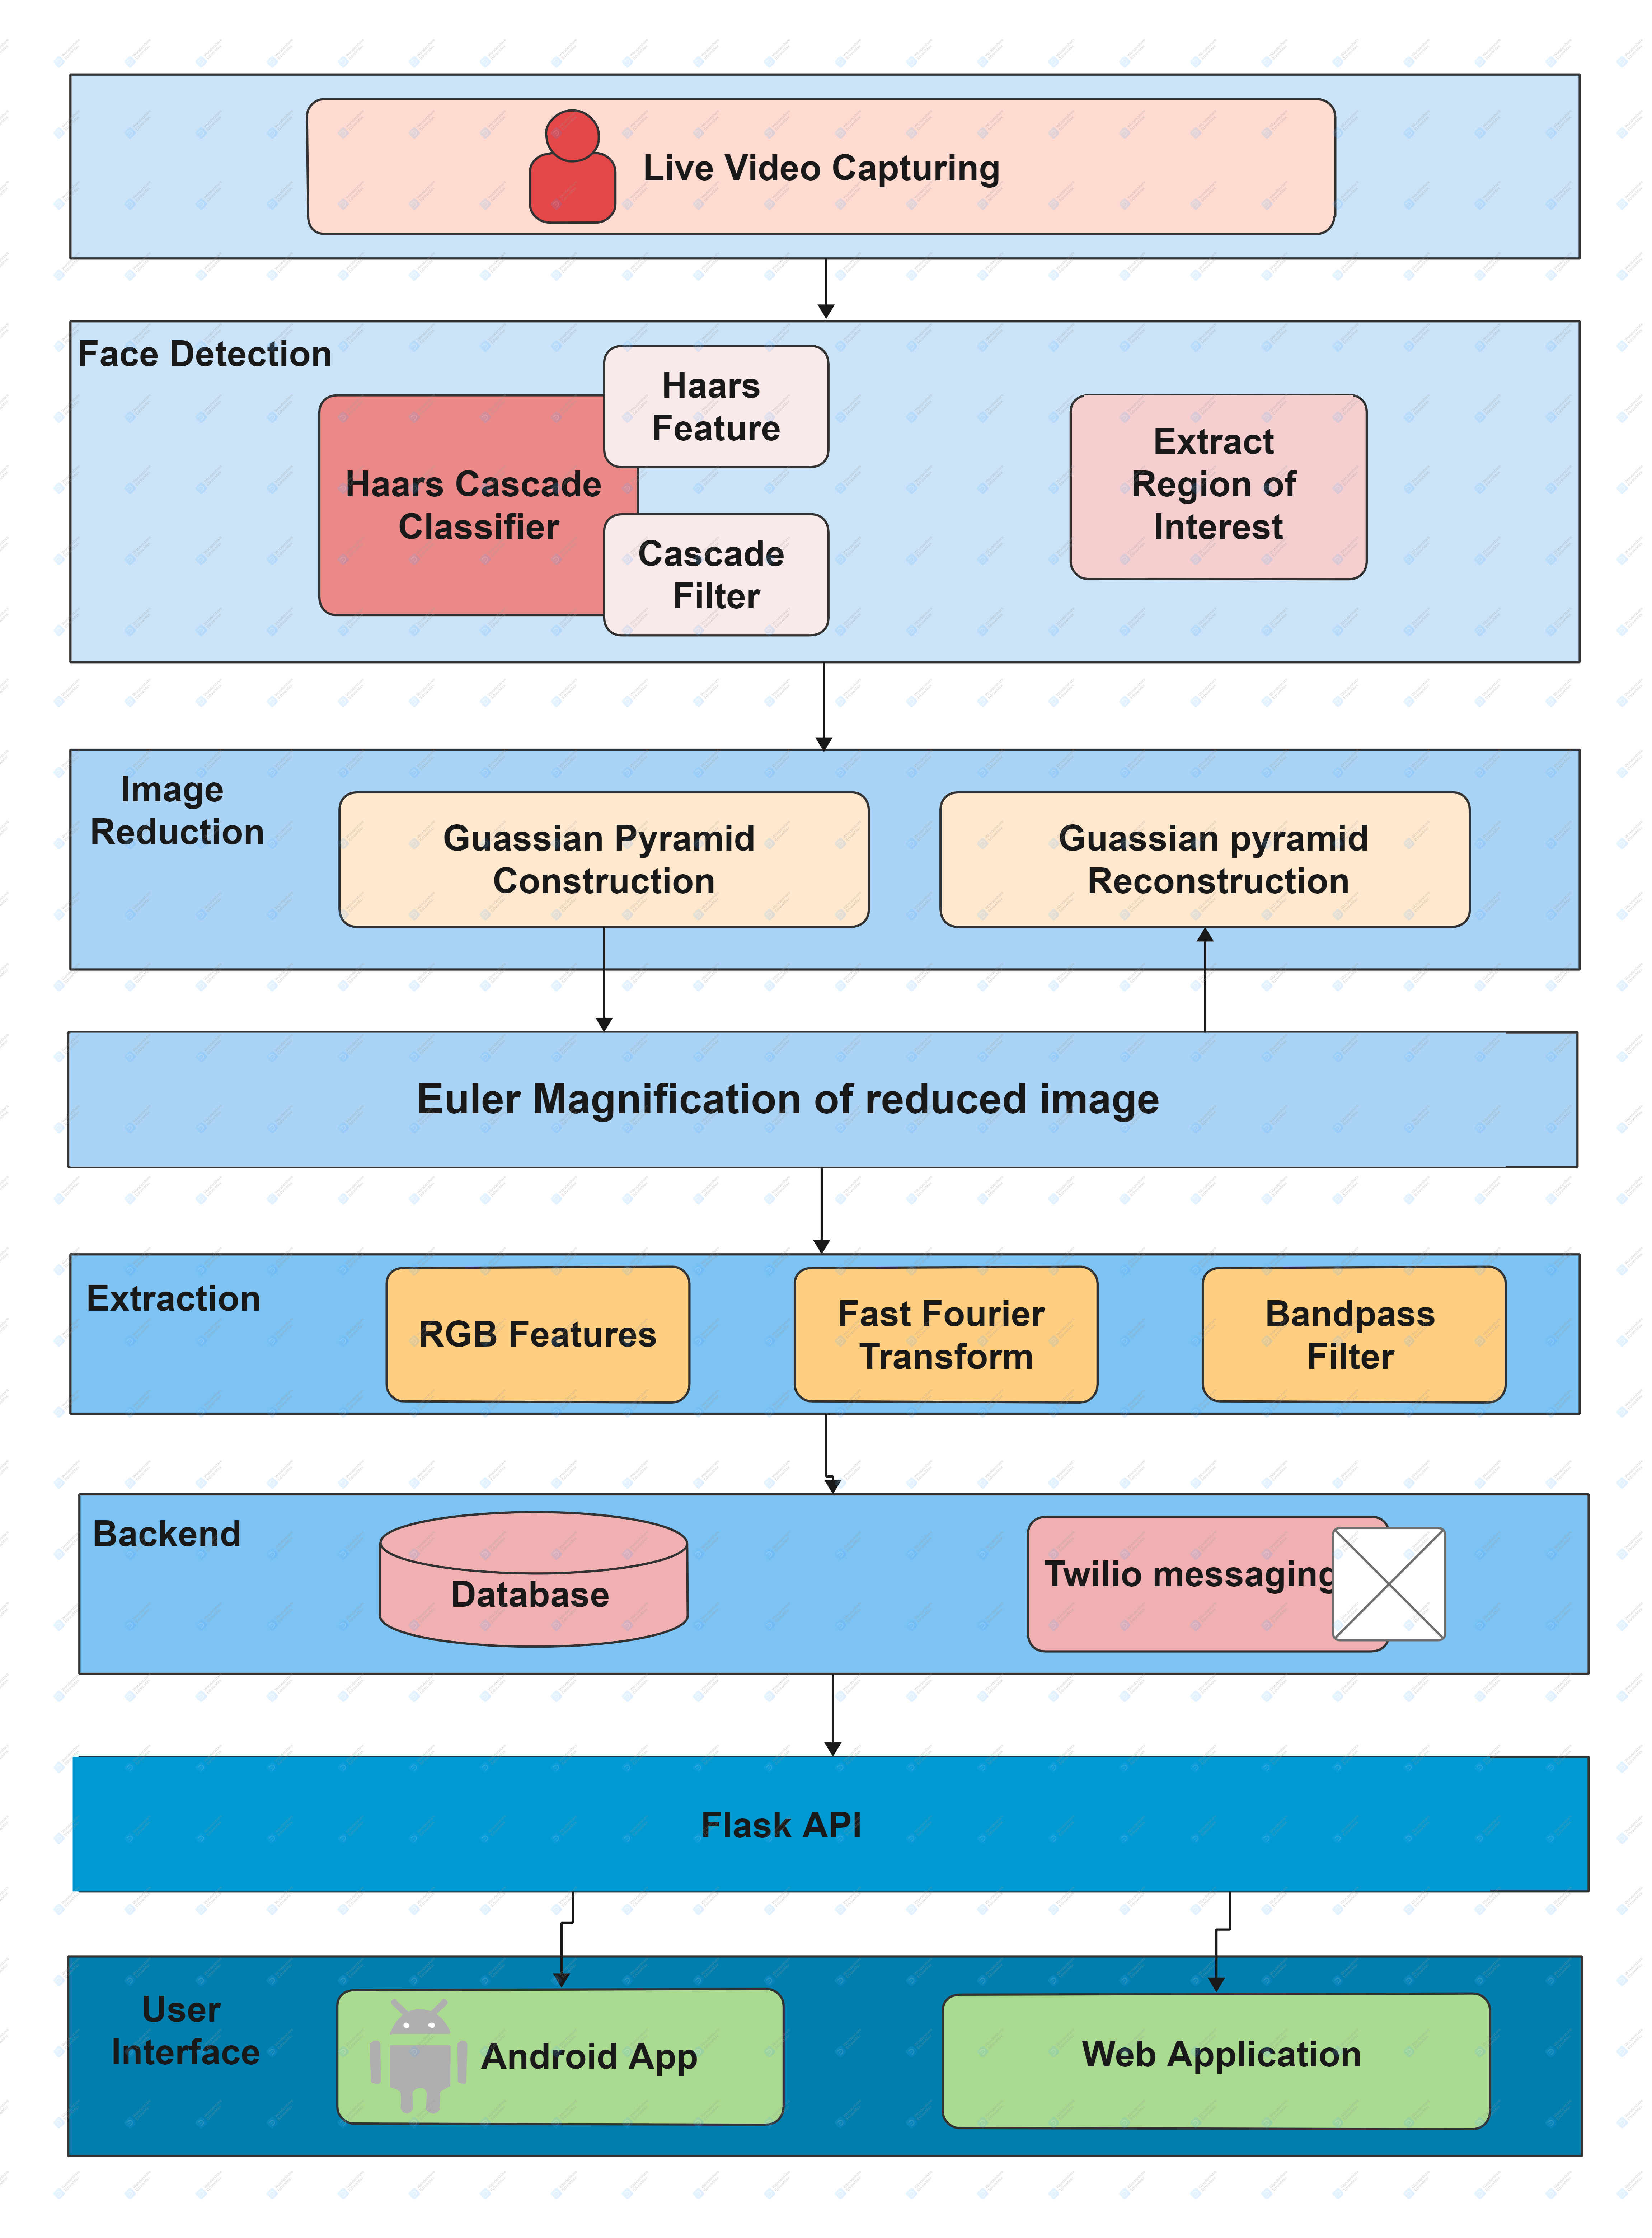 Live Video Capturing
Face Detection
Haars
Feature
Haars Cascade
Classifier
Cascade
Filter
Extract
Region of
Interest
Image
Reduction
Guassian Pyramid
Construction
Guassian pyramid
Reconstruction
Euler Magnification of reduced image
Extraction
RGB Features
Fast Fourier
Transform
Bandpass
Filter
Backend
Database
Twilio messaging
Flask API
User
Interface
Android App
Web Application